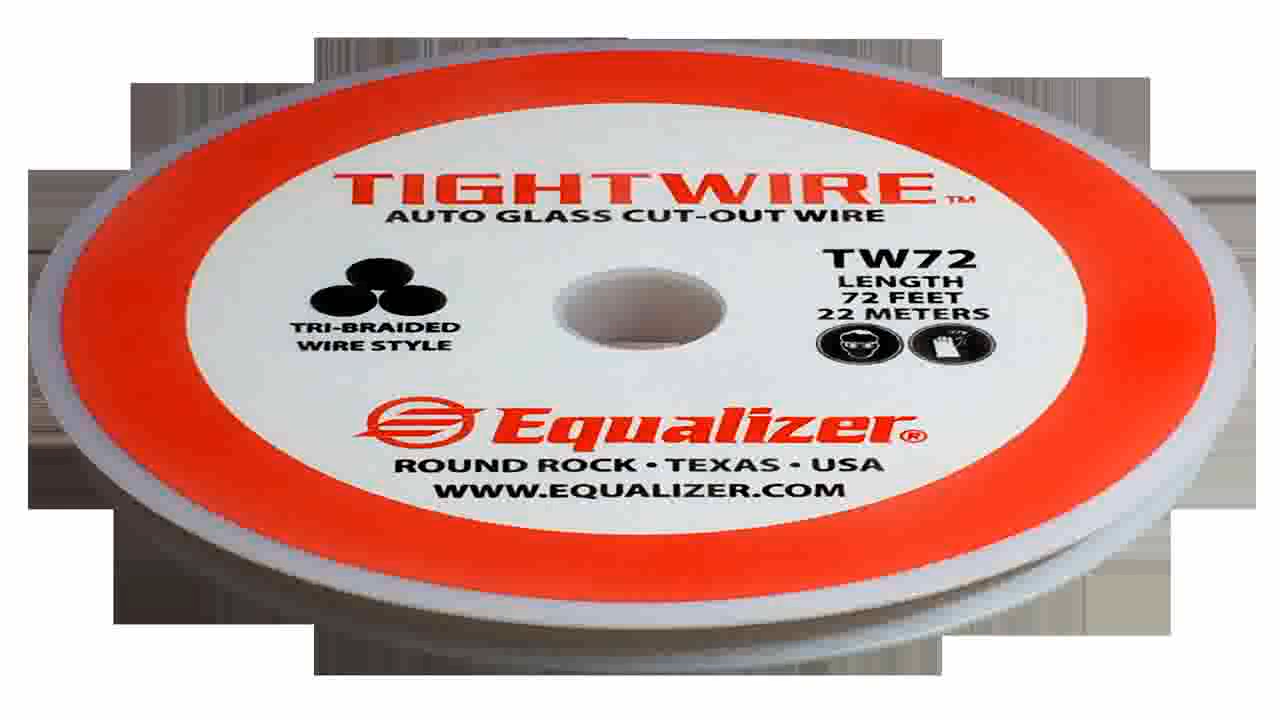 TIGHTWIRE™
AUTO GLASS CUT-OUT WIRE
TW72
LENGTH
72 FEET
22 METERS
TRI-BRAIDED
WIRE STYLE
Equalizer®
ROUND ROCK • TEXAS • USA
WWW.EQUALIZER.COM